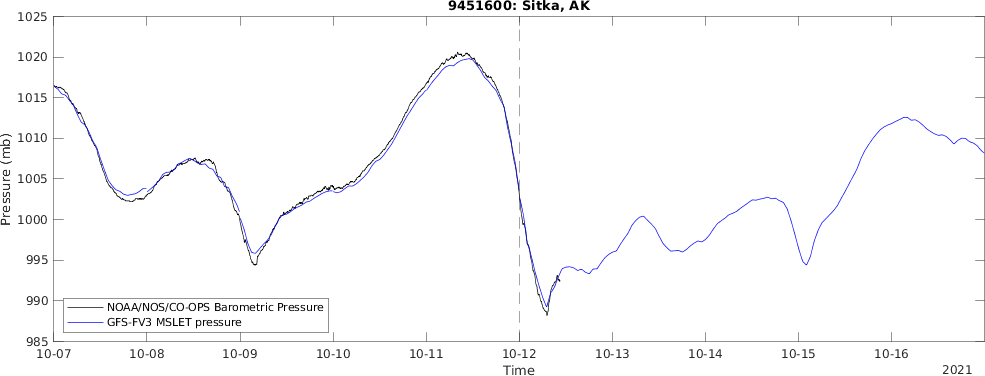 9451600: Sitka, AK
Pressure (mb)
1025
1020
1015
1010
1005
1000
995
990
985
NOAA/NOS/CO-OPS Barometric Pressure
GFS-FV3 MSLET pressure
10-07 10-08 10-09 10-10 10-11 10-12 10-13 10-14 10-15 10-16
Time
2021